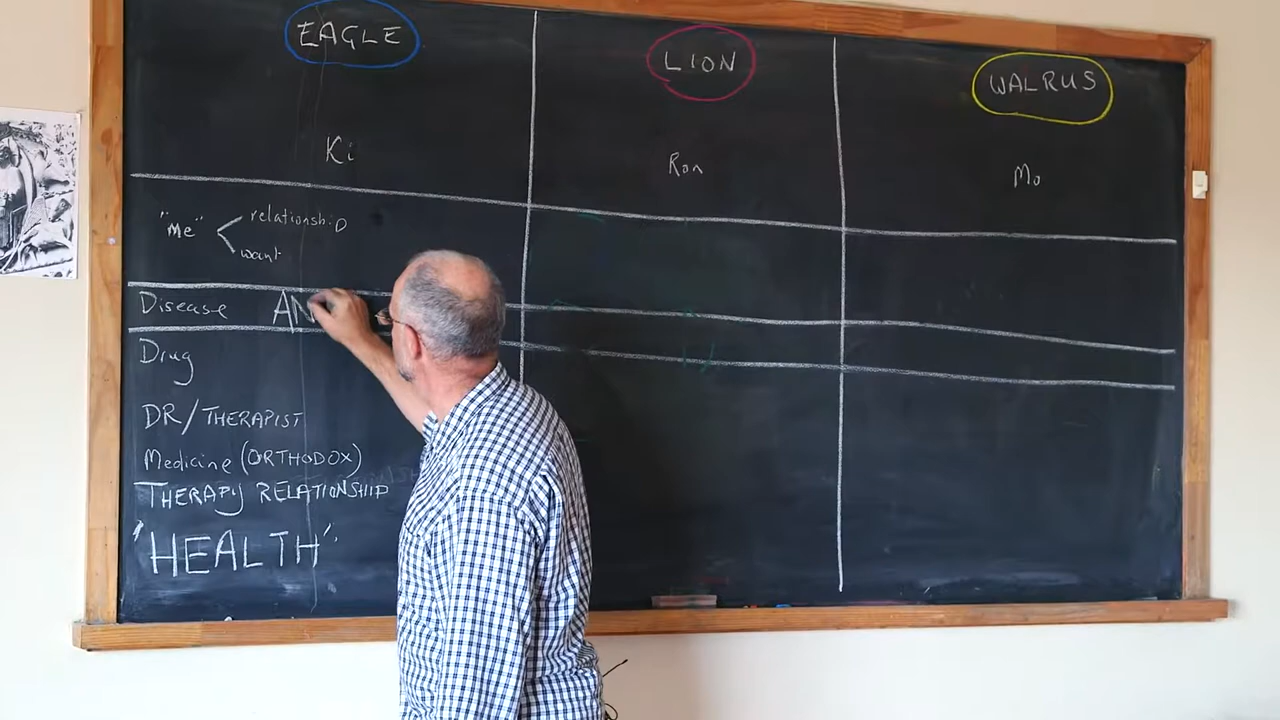 EAGLE
LION
WALRUS
Ki
Ron
Mo
"me"
relationship
want
Disease AN
Drug
DR/THERAPIST
Medicine (ORTHODOX)
THERAPY RELATIONSHIP
"HEALTH"